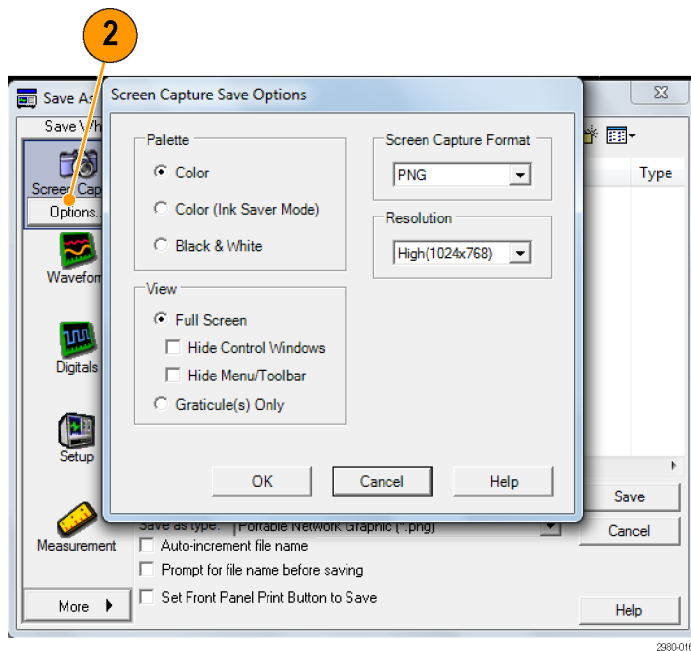 2
Save As
Screen Capture Save Options
Save Wh
Palette
Color
Color (Ink Saver Mode)
Black & White
Screen Capture Format
PNG
Resolution
High(1024x768)
View
Full Screen
Hide Control Windows
Hide Menu/Toolbar
Graticule(s) Only
OK
Cancel
Help
Type
Screen Cap
Options..
Waveform
Digitals
Setup
Measurement
More
Save as type:
Portable Network Graphic (*.png)
Auto-increment file name
Prompt for file name before saving
Set Front Panel Print Button to Save
Save
Cancel
Help
2980-016